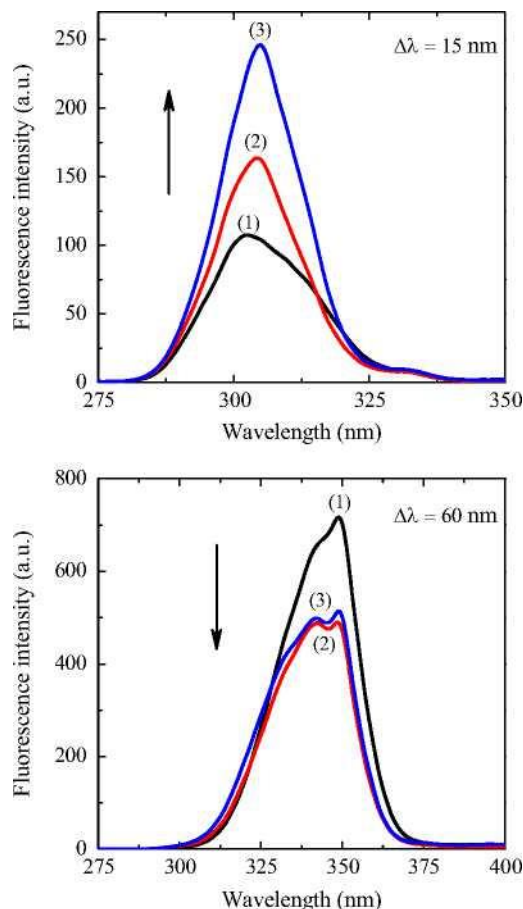 250
200
150
100
50
0
Fluorescence intensity (a.u.)
(3)
Δλ = 15 nm
(2)
(1)
275 300 325 350
Wavelength (nm)
800
600
400
200
0
Fluorescence intensity (a.u.)
(1)
Δλ = 60 nm
(3)
(2)
275 300 325 350 375 400
Wavelength (nm)